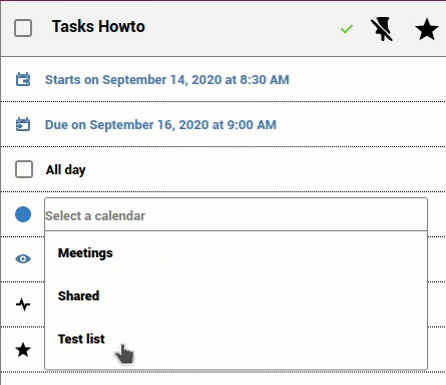 Tasks Howto
Starts on September 14, 2020 at 8:30 AM
Due on September 16, 2020 at 9:00 AM
All day
Select a calendar
Meetings
Shared
Test list